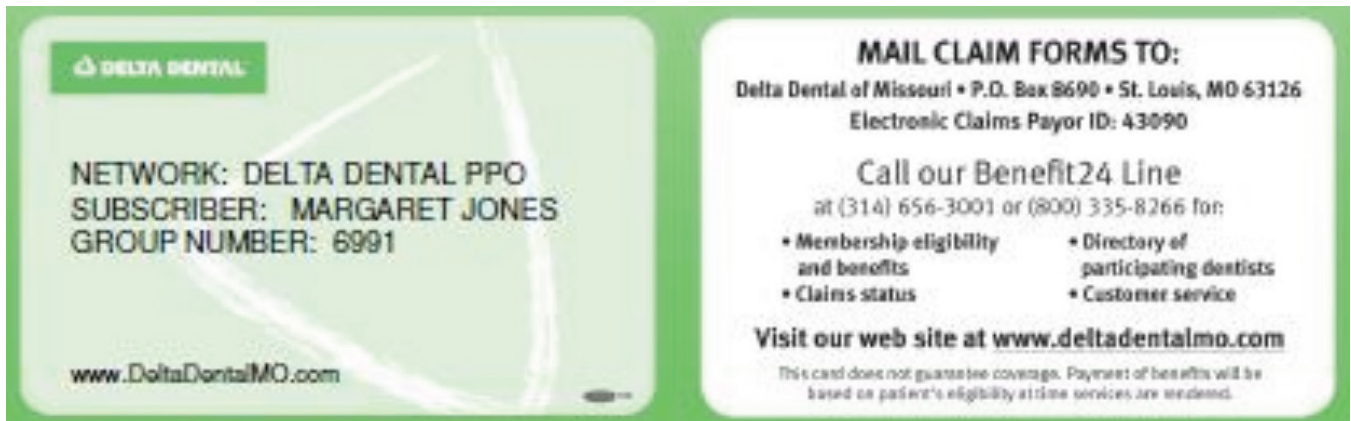 DELTA DENTAL
NETWORK: DELTA DENTAL PPO
SUBSCRIBER: MARGARET JONES
GROUP NUMBER: 6991
www.DeltaDentalMO.com
MAIL CLAIM FORMS TO:
Delta Dental of Missouri • P.O. Box 8690 • St. Louis, MO 63126
Electronic Claims Payor ID: 43090
Call our Benefit24 Line
at (314) 656-3001 or (800) 335-8266 for:
• Membership eligibility
and benefits
• Claims status
• Directory of
participating dentists
• Customer service
Visit our web site at www.deltadentalmo.com
This card does not guarantee coverage. Payment of benefits will be
based on patient's eligibility at time services are rendered.